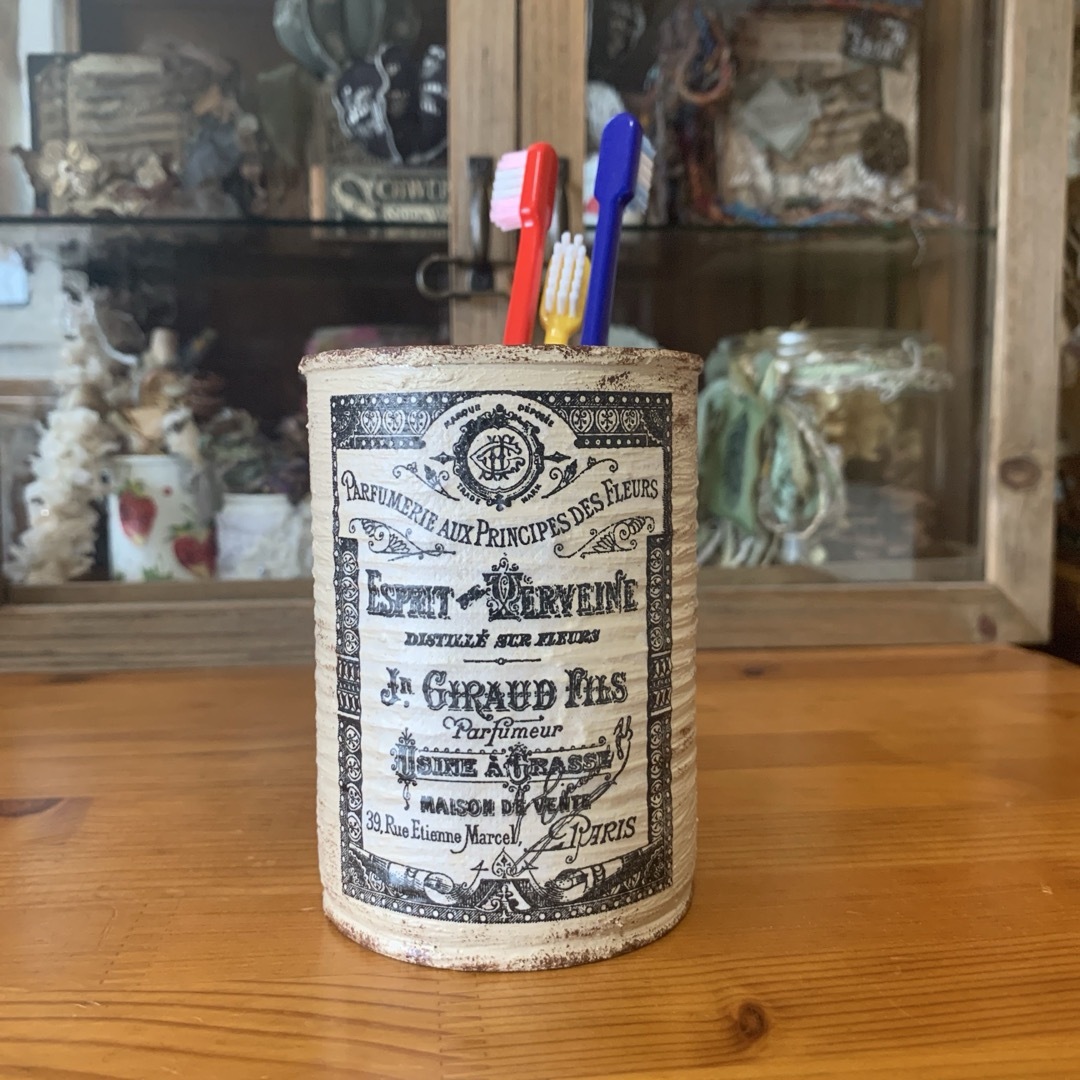 MARQUE DÉPOSÉE
TRADE MARK
PARFUMERIE AUX PRINCIPES DES FLEURS
ESPRIT DE VERVEINE
DISTILLÉ SUR FLEURS
JN. GIRAUD FILS
Parfumeur
USINE À GRASSE
MAISON DE VENTE
39, Rue Etienne Marcel, PARIS